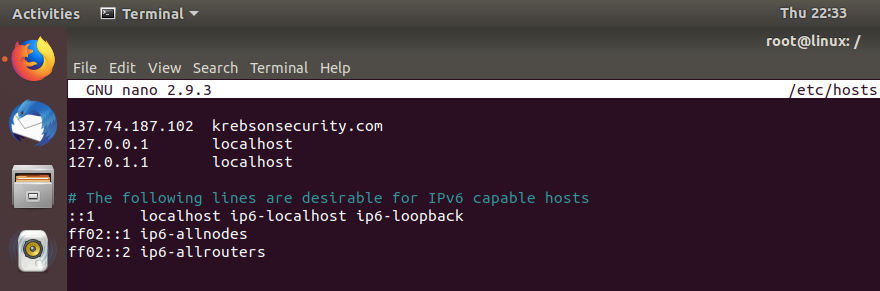 Activities Terminal Thu 22:33
root@linux: /
File Edit View Search Terminal Help
GNU nano 2.9.3 /etc/hosts
137.74.187.102 krebsonsecurity.com
127.0.0.1 localhost
127.0.1.1 localhost
# The following lines are desirable for IPv6 capable hosts
::1 localhost ip6-localhost ip6-loopback
ff02::1 ip6-allnodes
ff02::2 ip6-allrouters